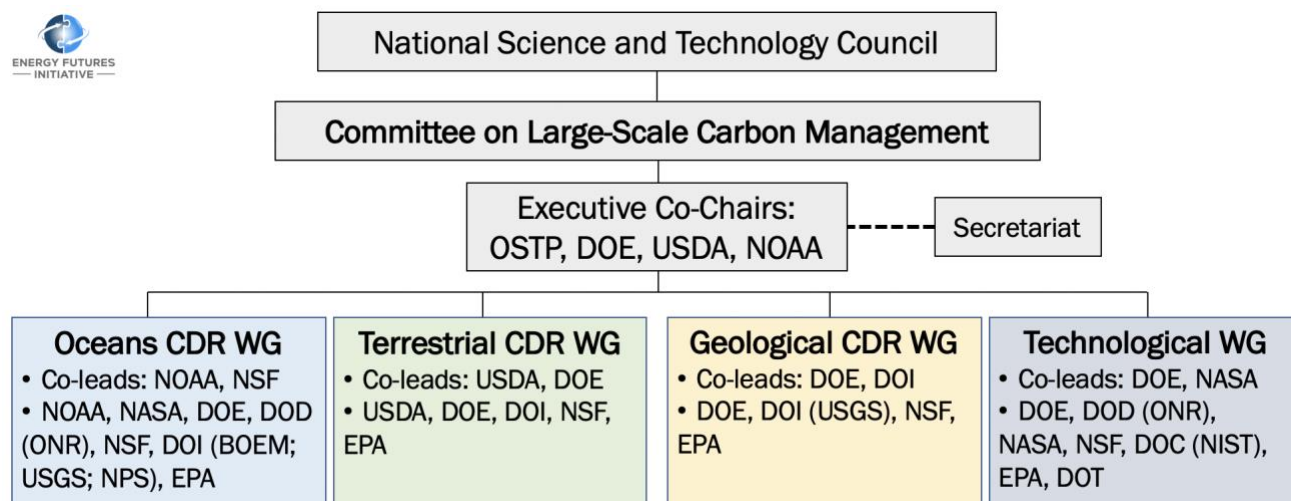 ENERGY FUTURES
INITIATIVE
National Science and Technology Council
Committee on Large-Scale Carbon Management
Executive Co-Chairs:
OSTP, DOE, USDA, NOAA
Secretariat
Oceans CDR WG
• Co-leads: NOAA, NSF
• NOAA, NASA, DOE, DOD
(ONR), NSF, DOI (BOEM;
USGS; NPS), EPA
Terrestrial CDR WG
• Co-leads: USDA, DOE
• USDA, DOE, DOI, NSF,
EPA
Geological CDR WG
• Co-leads: DOE, DOI
• DOE, DOI (USGS), NSF,
EPA
Technological WG
• Co-leads: DOE, NASA
• DOE, DOD (ONR),
NASA, NSF, DOC (NIST),
EPA, DOT